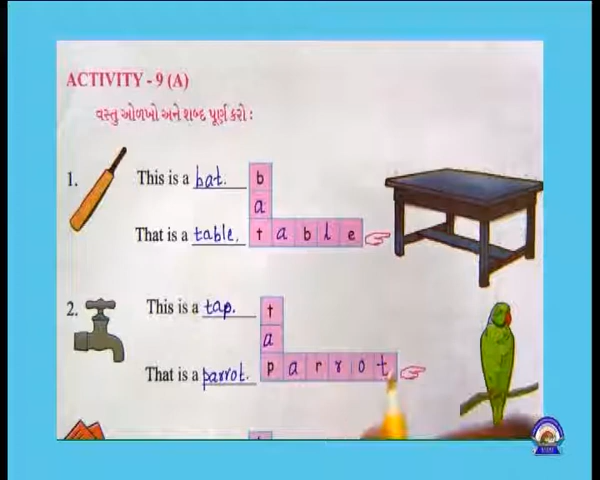 ACTIVITY - 9 (A)
વસ્તુ ઓળખો અને શબ્દ પૂર્ણ કરો :
1. This is a bat. b
a
That is a table. t a b l e
2. This is a tap. t
a
That is a parrot. p a r r o t